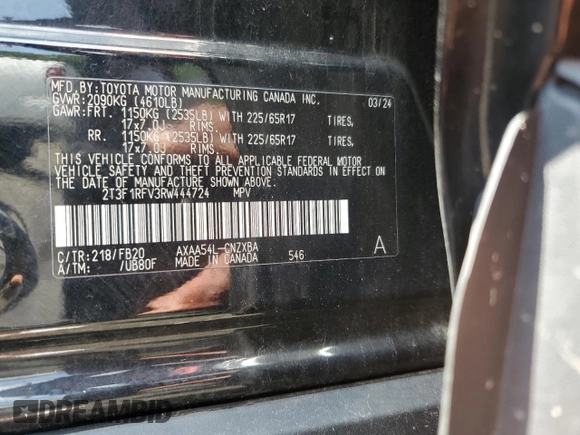 MFD.BY:TOYOTA MOTOR MANUFACTURING CANADA INC.
GVWR:2090KG (4610LB) 03/24
GAWR:FRT. 1150KG (2535LB) WITH 225/65R17 TIRES,
17x7.0J RIMS.
RR. 1150KG (2535LB) WITH 225/65R17 TIRES,
17x7.0J RIMS.
THIS VEHICLE CONFORMS TO ALL APPLICABLE FEDERAL MOTOR
VEHICLE SAFETY AND THEFT PREVENTION STANDARDS IN EFFECT
ON THE DATE OF MANUFACTURE SHOWN ABOVE.
2T3F1RFV3RW444724 MPV
C/TR:218/FB20 AXAA54L-CNZXBA A
A/TM: /UB80F MADE IN CANADA 546
DREAMBID